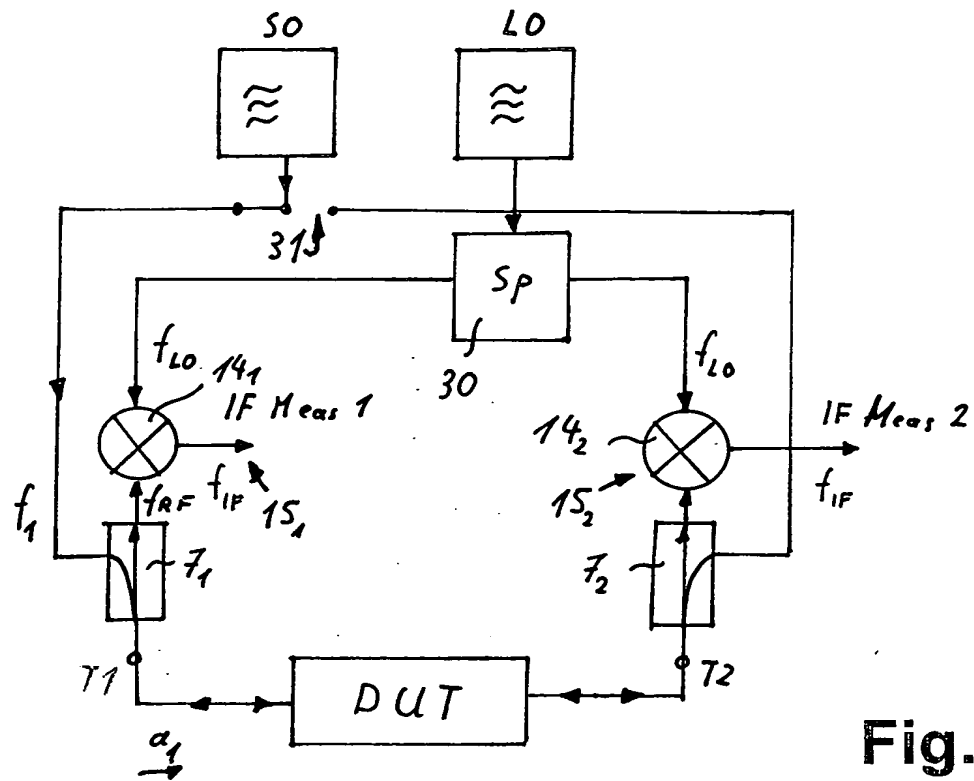 SO
LO
31
Sp
30
fLO
141
IF Meas 1
fIF
151
fRF
f1
71
fLO
142
IF Meas 2
fIF
152
72
T1
T2
DUT
a1
Fig.